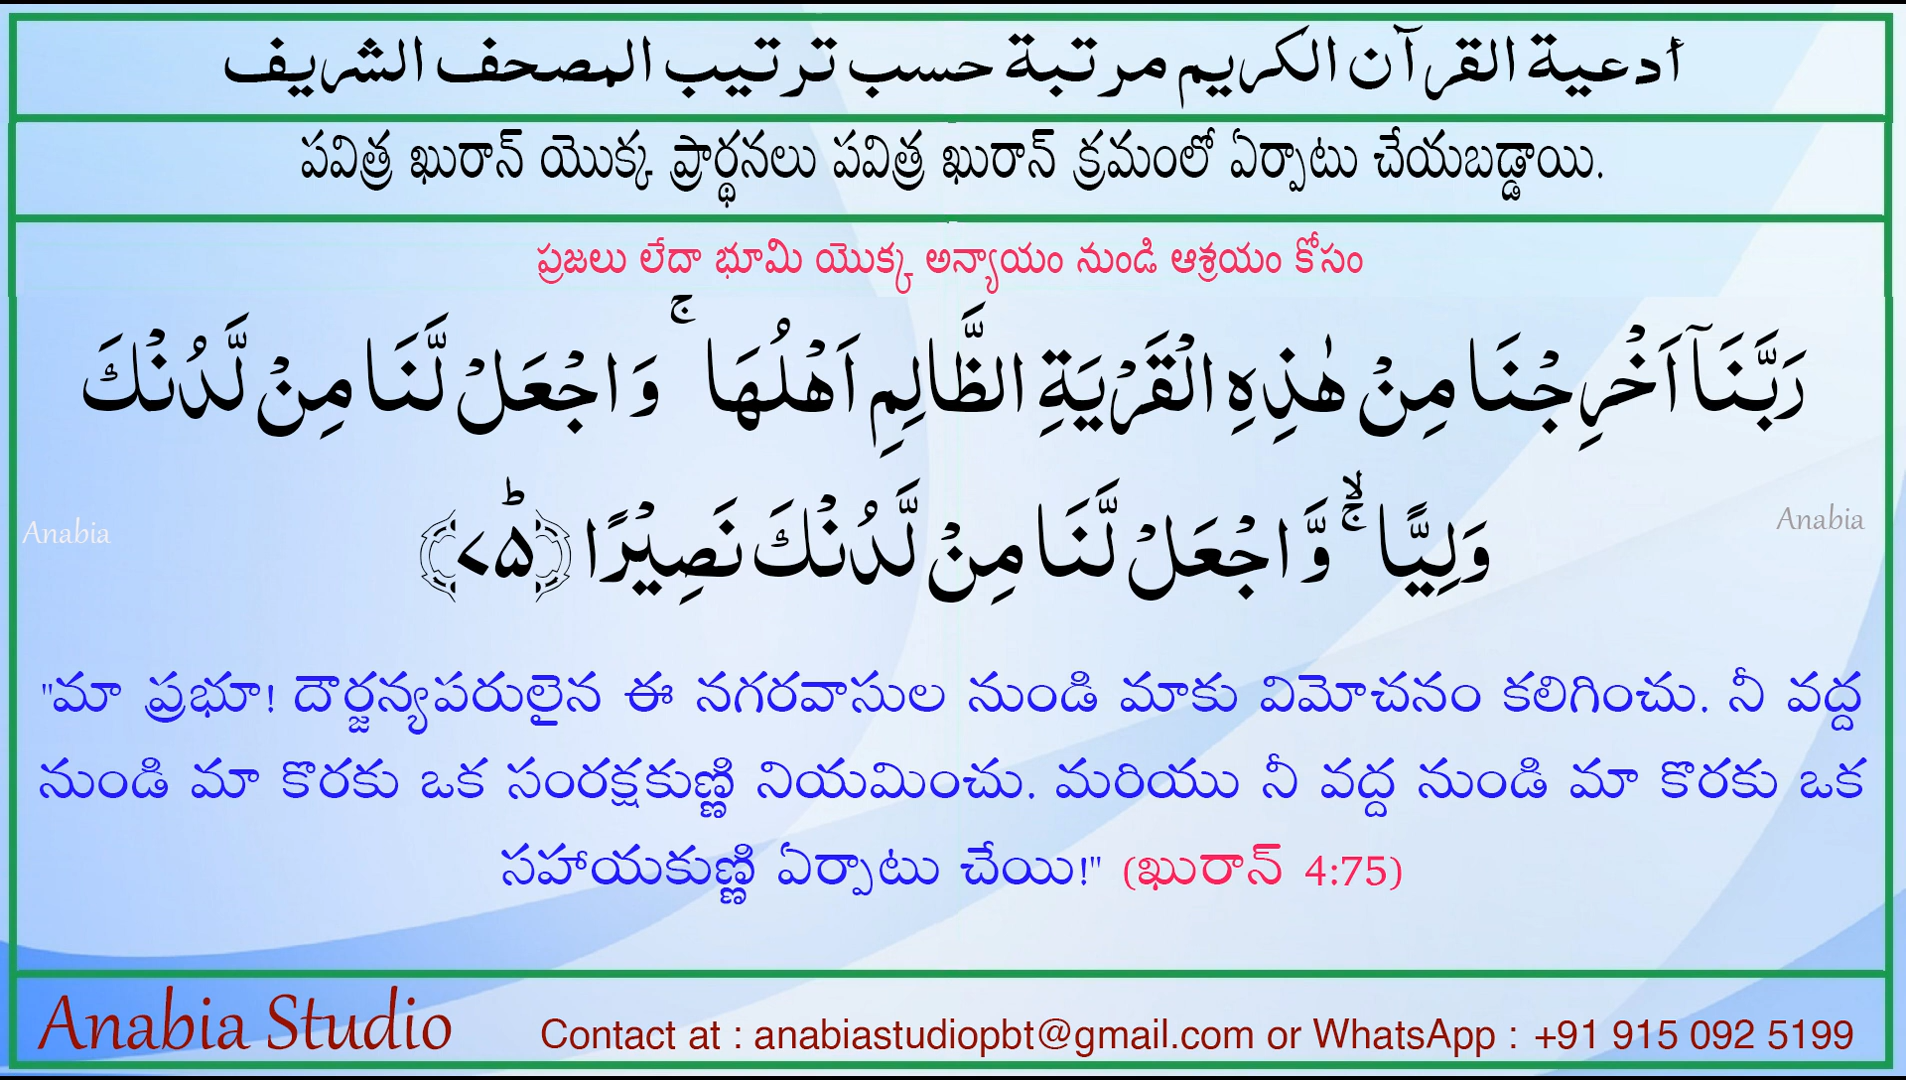 أدعية القرآن الكريم مرتبة حسب ترتيب المصحف الشريف
పవిత్ర ఖురాన్ యొక్క ప్రార్థనలు పవిత్ర ఖురాన్ క్రమంలో ఏర్పాటు చేయబడ్డాయి.
ప్రజలు లేదా భూమి యొక్క అన్యాయం నుండి ఆశ్రయం కోసం
رَبَّنَآ اَخْرِجْنَا مِنْ هٰذِهِ الْقَرْيَةِ الظَّالِمِ اَهْلُهَا ۚ وَاجْعَلْ لَّنَا مِنْ لَّدُنْكَ
وَلِيًّا ۙۚ وَّاجْعَلْ لَّنَا مِنْ لَّدُنْكَ نَصِيْرًا ﴿ؕ۷۵﴾
Anabia
Anabia
"మా ప్రభూ! దౌర్జన్యపరులైన ఈ నగరవాసుల నుండి మాకు విమోచనం కలిగించు. నీ వద్ద
నుండి మా కొరకు ఒక సంరక్షకుణ్ణి నియమించు. మరియు నీ వద్ద నుండి మా కొరకు ఒక
సహాయకుణ్ణి ఏర్పాటు చేయి!" (ఖురాన్ 4:75)
Anabia Studio Contact at : anabiastudiopbt@gmail.com or WhatsApp : +91 915 092 5199